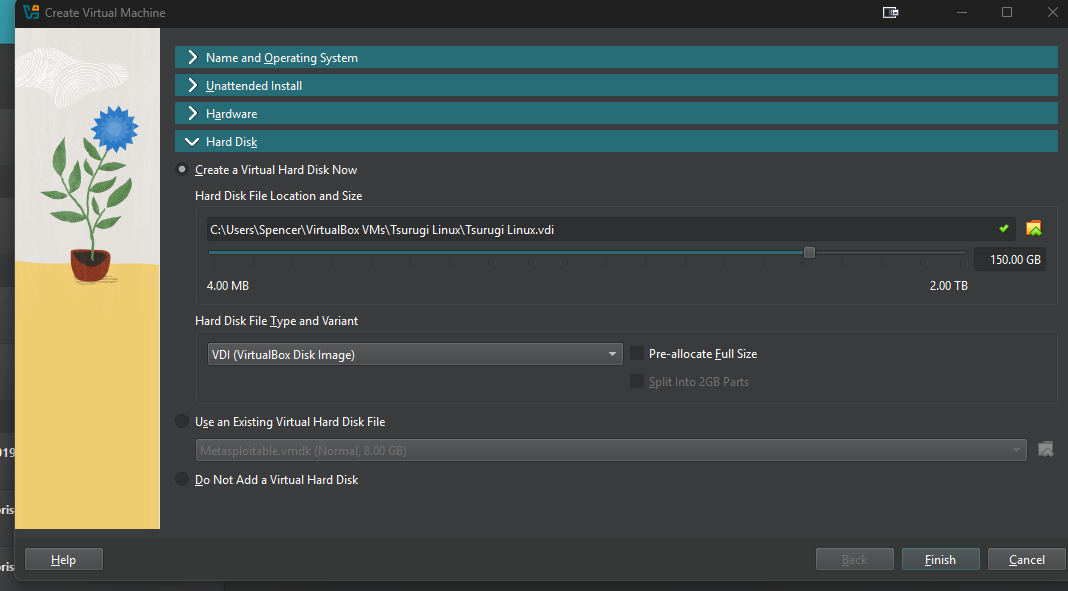 Create Virtual Machine
Name and Operating System
Unattended Install
Hardware
Hard Disk
Create a Virtual Hard Disk Now
Hard Disk File Location and Size
C:\Users\Spencer\VirtualBox VMs\Tsurugi Linux\Tsurugi Linux.vdi
150.00 GB
4.00 MB 2.00 TB
Hard Disk File Type and Variant
VDI (VirtualBox Disk Image) Pre-allocate Full Size
Split Into 2GB Parts
Use an Existing Virtual Hard Disk File
Metasploitable.vmdk (Normal, 8.00 GB)
019
Do Not Add a Virtual Hard Disk
Help Back Finish Cancel